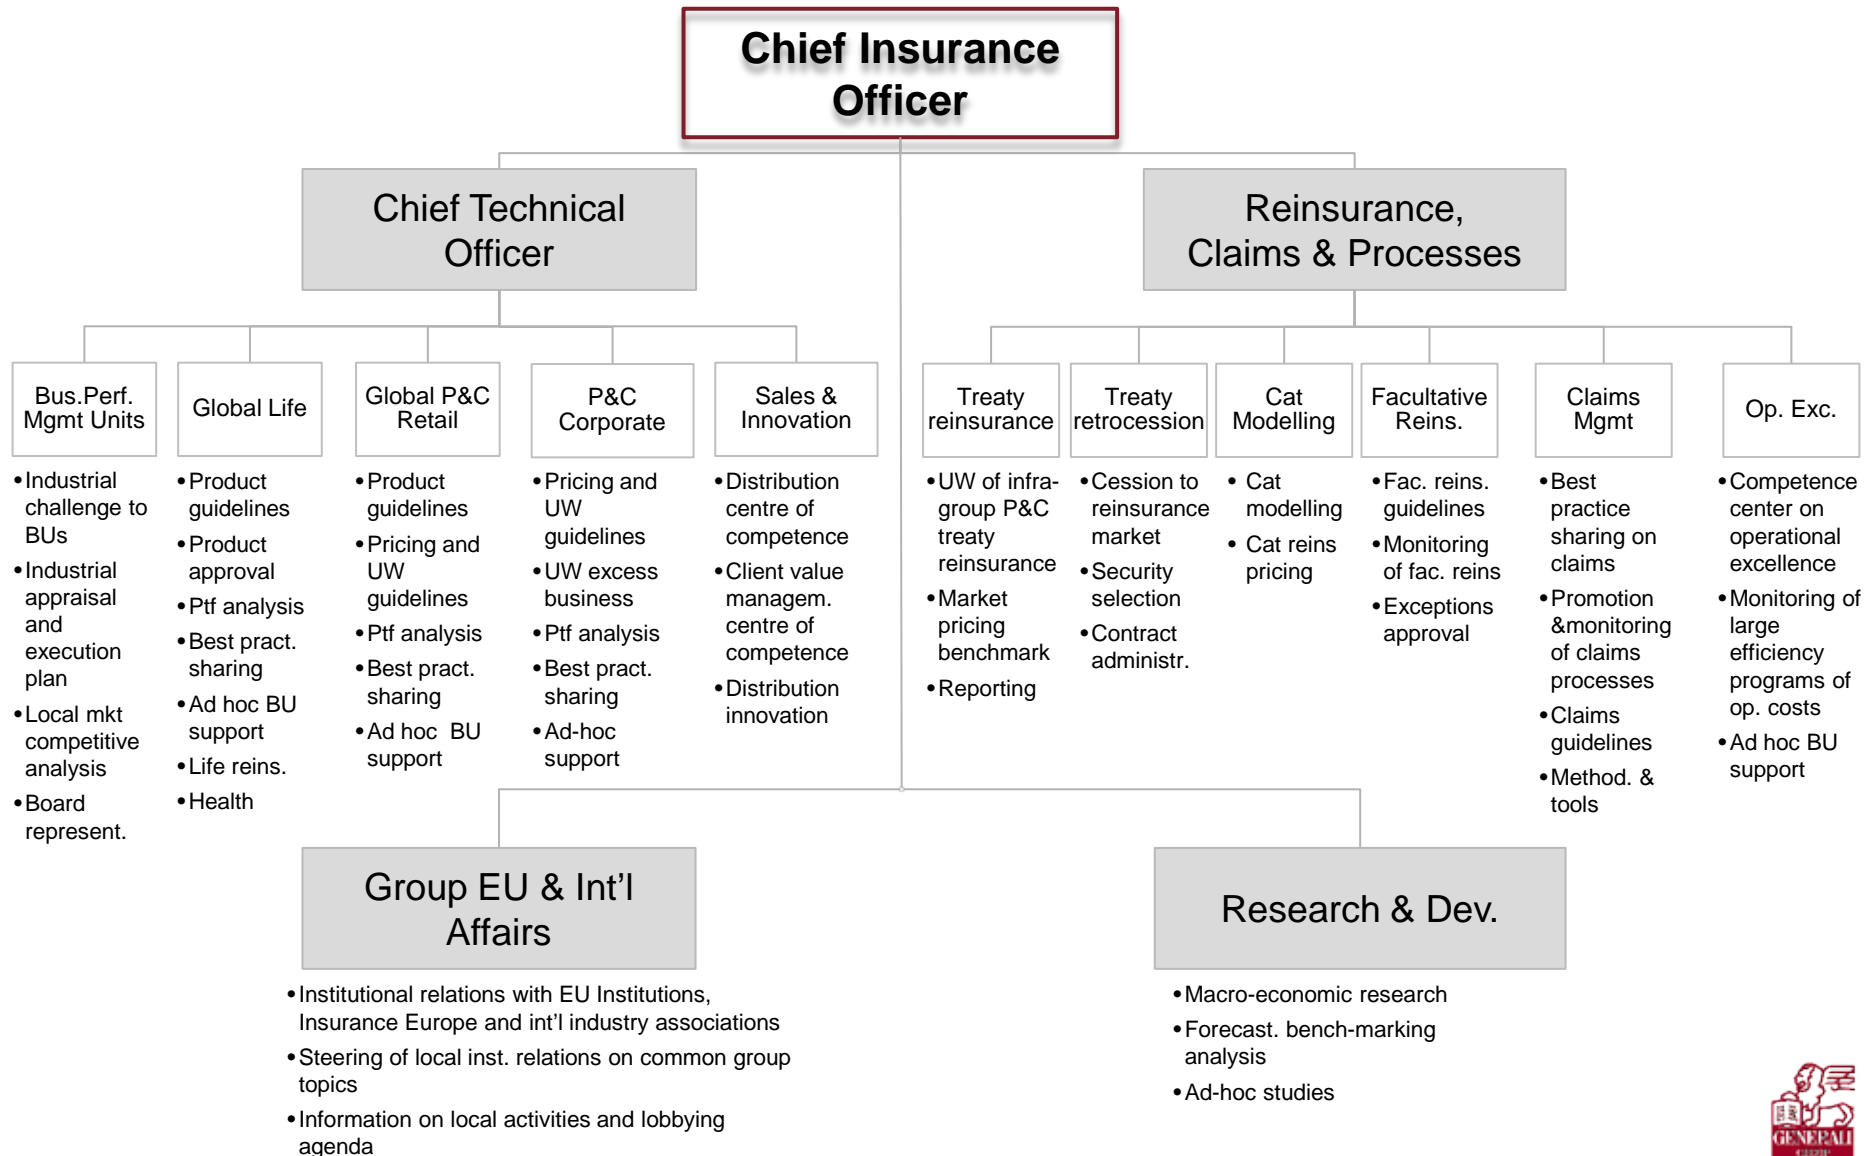 Chief Insurance
Officer
Chief Technical
Officer
Reinsurance,
Claims & Processes
Bus.Perf.
Mgmt Units
Global Life
Global P&C
Retail
P&C
Corporate
Sales &
Innovation
Treaty
reinsurance
Treaty
retrocession
Cat
Modelling
Facultative
Reins.
Claims
Mgmt
Op. Exc.
•Industrial
challenge to
BUs
•Industrial
appraisal
and
execution
plan
•Local mkt
competitive
analysis
•Board
represent.
•Product
guidelines
•Product
approval
•Ptf analysis
•Best pract.
sharing
•Ad hoc BU
support
•Life reins.
•Health
•Product
guidelines
•Pricing and
UW
guidelines
•Ptf analysis
•Best pract.
sharing
•Ad hoc  BU
support
•Pricing and
UW
guidelines
•UW excess
business
•Ptf analysis
•Best pract.
sharing
•Ad-hoc
support
•Distribution
centre of
competence
•Client value
managem.
centre of
competence
•Distribution
innovation
•UW of infra-
group P&C
treaty
reinsurance
•Market
pricing
benchmark
•Reporting
•Cession to
reinsurance
market
•Security
selection
•Contract
administr.
• Cat
modelling
• Cat reins
pricing
•Fac. reins.
guidelines
•Monitoring
of fac. reins
•Exceptions
approval
•Best
practice
sharing on
claims
•Promotion
&monitoring
of claims
processes
•Claims
guidelines
•Method. &
tools
•Competence
center on
operational
excellence
•Monitoring of
large
efficiency
programs of
op. costs
•Ad hoc BU
support
Group EU & Int’l
Affairs
Research & Dev.
•Institutional relations with EU Institutions,
Insurance Europe and int’l industry associations
•Steering of local inst. relations on common group
topics
•Information on local activities and lobbying
agenda
•Macro-economic research
•Forecast. bench-marking
analysis
•Ad-hoc studies
GENERALI